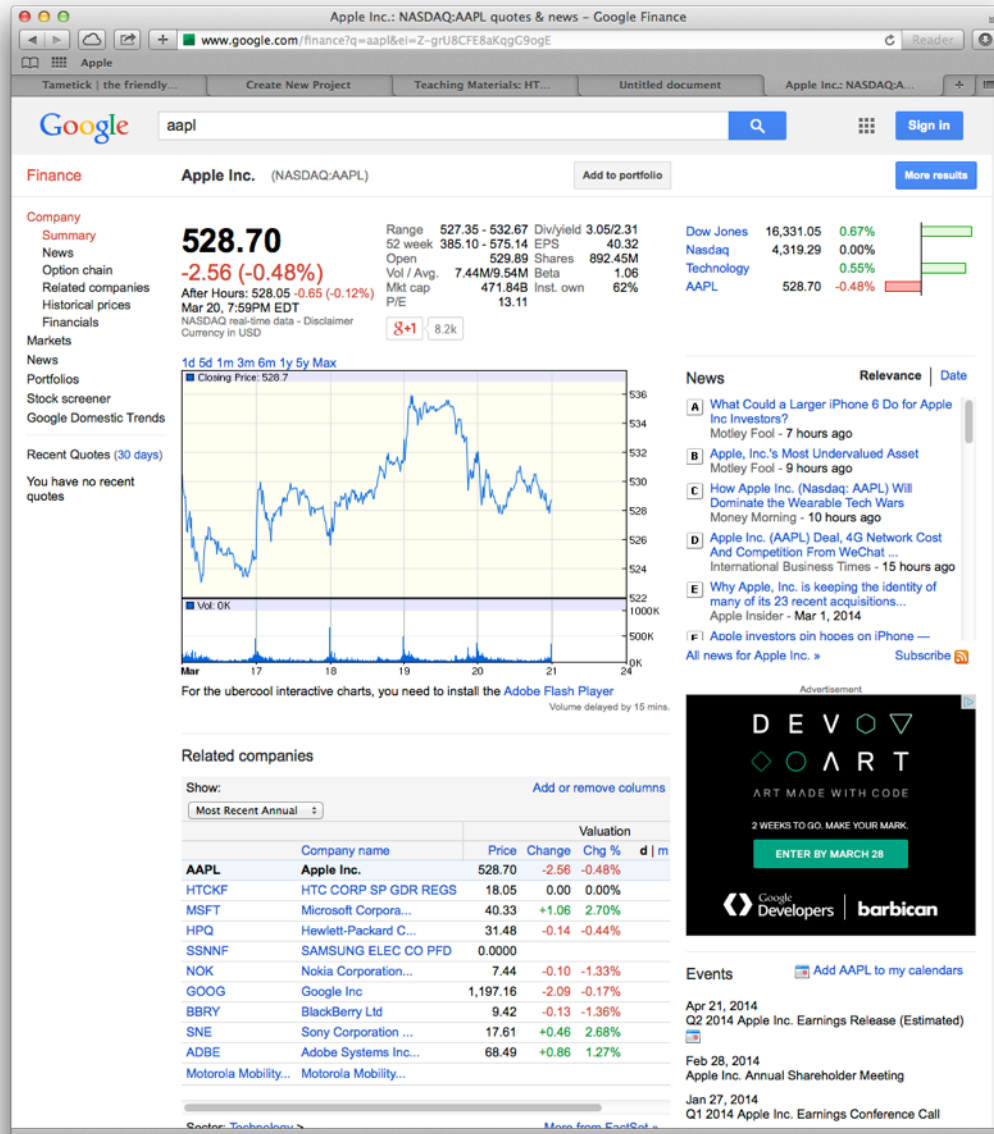 Apple Inc.: NASDAQ:AAPL quotes & news – Google Finance
www.google.com/finance?q=aapl&ei=Z-grU8CFE8aKqgG9ogE
Reader
Apple
Tametick | the friendly...
Create New Project
Teaching Materials: HT...
Untitled document
Apple Inc.: NASDAQ:A...
Google
aapl
Sign in
Finance
Apple Inc. (NASDAQ:AAPL)
Add to portfolio
More results
Company
Summary
News
Option chain
Related companies
Historical prices
Financials
Markets
News
Portfolios
Stock screener
Google Domestic Trends
Recent Quotes (30 days)
You have no recent
quotes
528.70
-2.56 (-0.48%)
After Hours: 528.05 -0.65 (-0.12%)
Mar 20, 7:59PM EDT
NASDAQ real-time data - Disclaimer
Currency in USD
Range 527.35 - 532.67 Div/yield 3.05/2.31
52 week 385.10 - 575.14 EPS 40.32
Open 529.89 Shares 892.45M
Vol / Avg. 7.44M/9.54M Beta 1.06
Mkt cap 471.84B Inst. own 62%
P/E 13.11
g+1 8.2k
Dow Jones 16,331.05 0.67%
Nasdaq 4,319.29 0.00%
Technology 0.55%
AAPL 528.70 -0.48%
1d 5d 1m 3m 6m 1y 5y Max
Closing Price: 528.7
536
534
532
530
528
526
524
522
Vol: 0K
1000K
500K
0K
Mar 17 18 19 20 21 24
For the ubercool interactive charts, you need to install the Adobe Flash Player
Volume delayed by 15 mins.
News Relevance | Date
A What Could a Larger iPhone 6 Do for Apple
Inc Investors?
Motley Fool - 7 hours ago
B Apple, Inc.'s Most Undervalued Asset
Motley Fool - 9 hours ago
C How Apple Inc. (Nasdaq: AAPL) Will
Dominate the Wearable Tech Wars
Money Morning - 10 hours ago
D Apple Inc. (AAPL) Deal, 4G Network Cost
And Competition From WeChat ...
International Business Times - 15 hours ago
E Why Apple, Inc. is keeping the identity of
many of its 23 recent acquisitions...
Apple Insider - Mar 1, 2014
F Apple investors pin hopes on iPhone —
All news for Apple Inc. »
Subscribe
Advertisement
DEV
ART
ART MADE WITH CODE
2 WEEKS TO GO. MAKE YOUR MARK.
ENTER BY MARCH 28
Google
Developers
barbican
Related companies
Show:
Add or remove columns
Most Recent Annual
Valuation
Company name Price Change Chg % d | m
AAPL Apple Inc. 528.70 -2.56 -0.48%
HTCKF HTC CORP SP GDR REGS 18.05 0.00 0.00%
MSFT Microsoft Corpora... 40.33 +1.06 2.70%
HPQ Hewlett-Packard C... 31.48 -0.14 -0.44%
SSNNF SAMSUNG ELEC CO PFD 0.0000
NOK Nokia Corporation... 7.44 -0.10 -1.33%
GOOG Google Inc 1,197.16 -2.09 -0.17%
BBRY BlackBerry Ltd 9.42 -0.13 -1.36%
SNE Sony Corporation ... 17.61 +0.46 2.68%
ADBE Adobe Systems Inc... 68.49 +0.86 1.27%
Motorola Mobility... Motorola Mobility...
Sector: Technology >
More from FactSet »
Events
Add AAPL to my calendars
Apr 21, 2014
Q2 2014 Apple Inc. Earnings Release (Estimated)
Feb 28, 2014
Apple Inc. Annual Shareholder Meeting
Jan 27, 2014
Q1 2014 Apple Inc. Earnings Conference Call